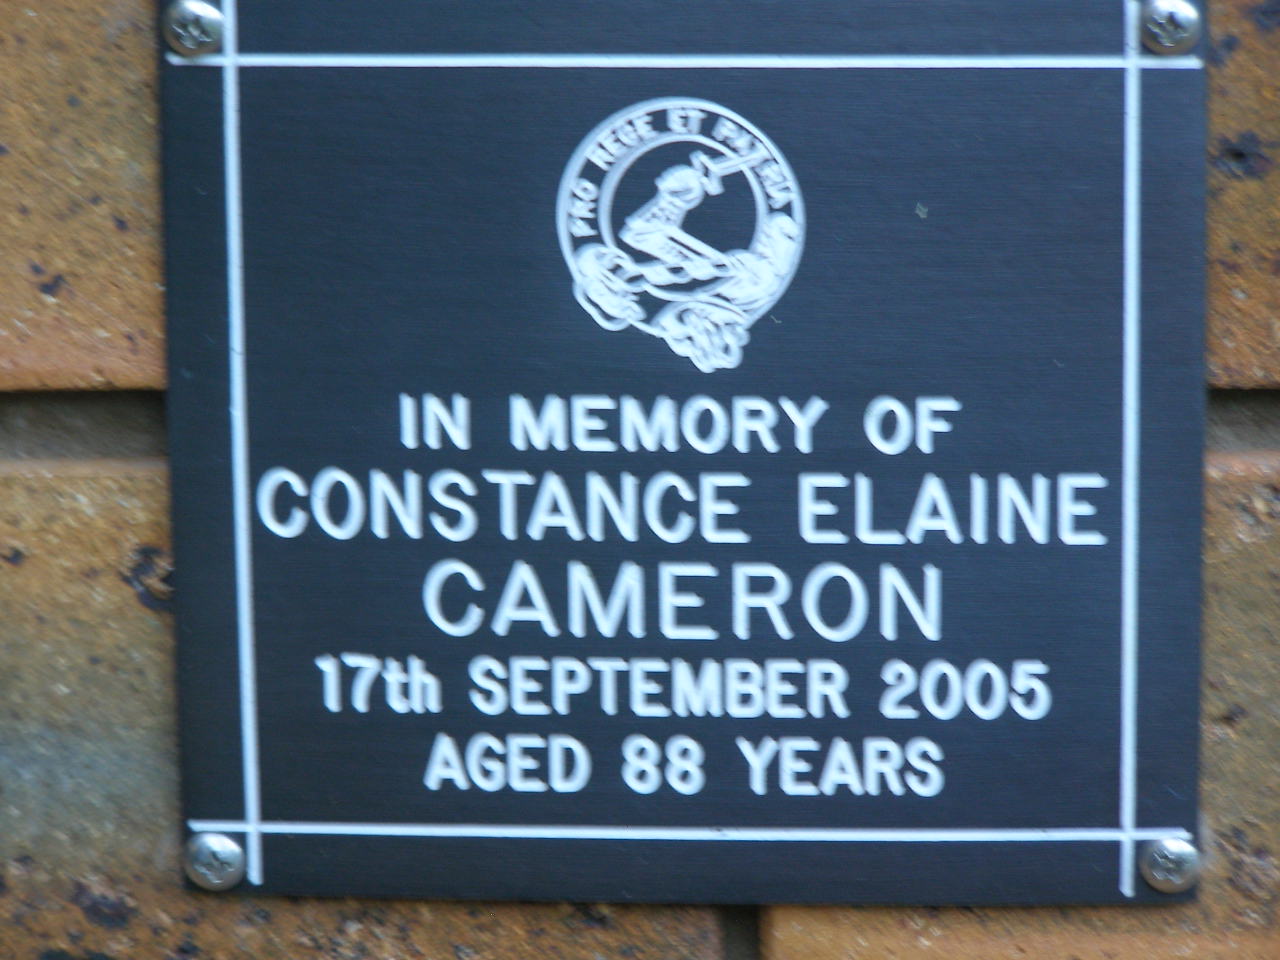 PRO REGE ET PATRIA
IN MEMORY OF
CONSTANCE ELAINE
CAMERON
17th SEPTEMBER 2005
AGED 88 YEARS